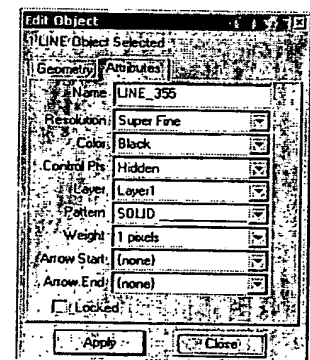 Edit Object
LINE Object Selected
Geometry Attributes
Name LINE_355
Resolution: Super Fine
Color: Black
Control Pts: Hidden
Layer: Layer1
Pattern SOLID
Weight: 1 pixels
Arrow Start: (none)
Arrow End: (none)
Locked
Apply Close